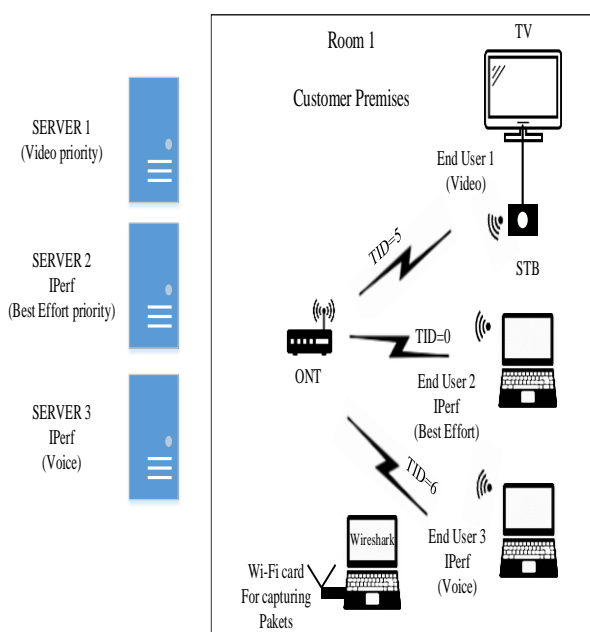 SERVER 1
(Video priority)
SERVER 2
IPerf
(Best Effort priority)
SERVER 3
IPerf
(Voice)
Room 1
Customer Premises
TV
End User 1
(Video)
STB
TID=5
TID=0
ONT
End User 2
IPerf
(Best Effort)
TID=6
End User 3
IPerf
(Voice)
Wireshark
Wi-Fi card
For capturing
Pakets